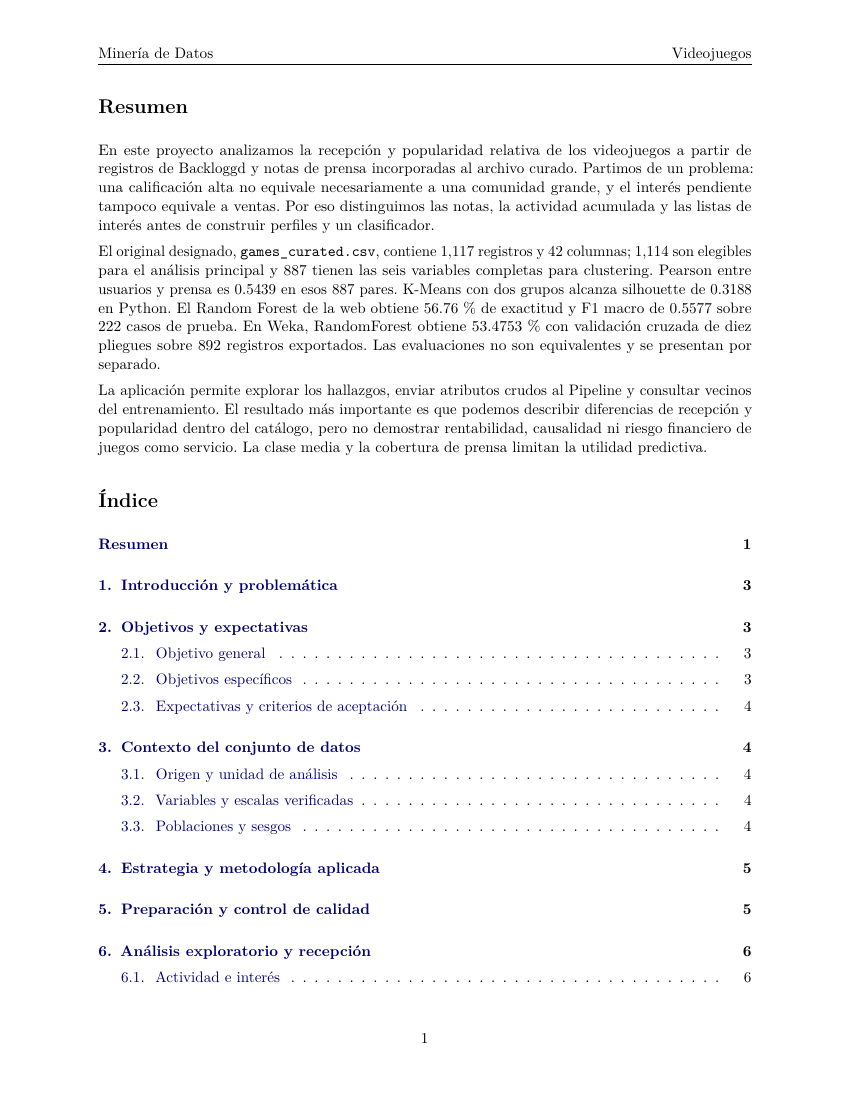 Minería de Datos Videojuegos
Resumen
En este proyecto analizamos la recepción y popularidad relativa de los videojuegos a partir de
registros de Backloggd y notas de prensa incorporadas al archivo curado. Partimos de un problema:
una calificación alta no equivale necesariamente a una comunidad grande, y el interés pendiente
tampoco equivale a ventas. Por eso distinguimos las notas, la actividad acumulada y las listas de
interés antes de construir perfiles y un clasificador.
El original designado, games_curated.csv, contiene 1,117 registros y 42 columnas; 1,114 son elegibles
para el análisis principal y 887 tienen las seis variables completas para clustering. Pearson entre
usuarios y prensa es 0.5439 en esos 887 pares. K-Means con dos grupos alcanza silhouette de 0.3188
en Python. El Random Forest de la web obtiene 56.76 % de exactitud y F1 macro de 0.5577 sobre
222 casos de prueba. En Weka, RandomForest obtiene 53.4753 % con validación cruzada de diez
pliegues sobre 892 registros exportados. Las evaluaciones no son equivalentes y se presentan por
separado.
La aplicación permite explorar los hallazgos, enviar atributos crudos al Pipeline y consultar vecinos
del entrenamiento. El resultado más importante es que podemos describir diferencias de recepción y
popularidad dentro del catálogo, pero no demostrar rentabilidad, causalidad ni riesgo financiero de
juegos como servicio. La clase media y la cobertura de prensa limitan la utilidad predictiva.
Índice
Resumen 1
1. Introducción y problemática 3
2. Objetivos y expectativas 3
2.1. Objetivo general . . . . . . . . . . . . . . . . . . . . . . . . . . . . . . . . . . . . . . 3
2.2. Objetivos específicos . . . . . . . . . . . . . . . . . . . . . . . . . . . . . . . . . . . . 3
2.3. Expectativas y criterios de aceptación . . . . . . . . . . . . . . . . . . . . . . . . . . 4
3. Contexto del conjunto de datos 4
3.1. Origen y unidad de análisis . . . . . . . . . . . . . . . . . . . . . . . . . . . . . . . . 4
3.2. Variables y escalas verificadas . . . . . . . . . . . . . . . . . . . . . . . . . . . . . . . 4
3.3. Poblaciones y sesgos . . . . . . . . . . . . . . . . . . . . . . . . . . . . . . . . . . . . 4
4. Estrategia y metodología aplicada 5
5. Preparación y control de calidad 5
6. Análisis exploratorio y recepción 6
6.1. Actividad e interés . . . . . . . . . . . . . . . . . . . . . . . . . . . . . . . . . . . . . 6
1